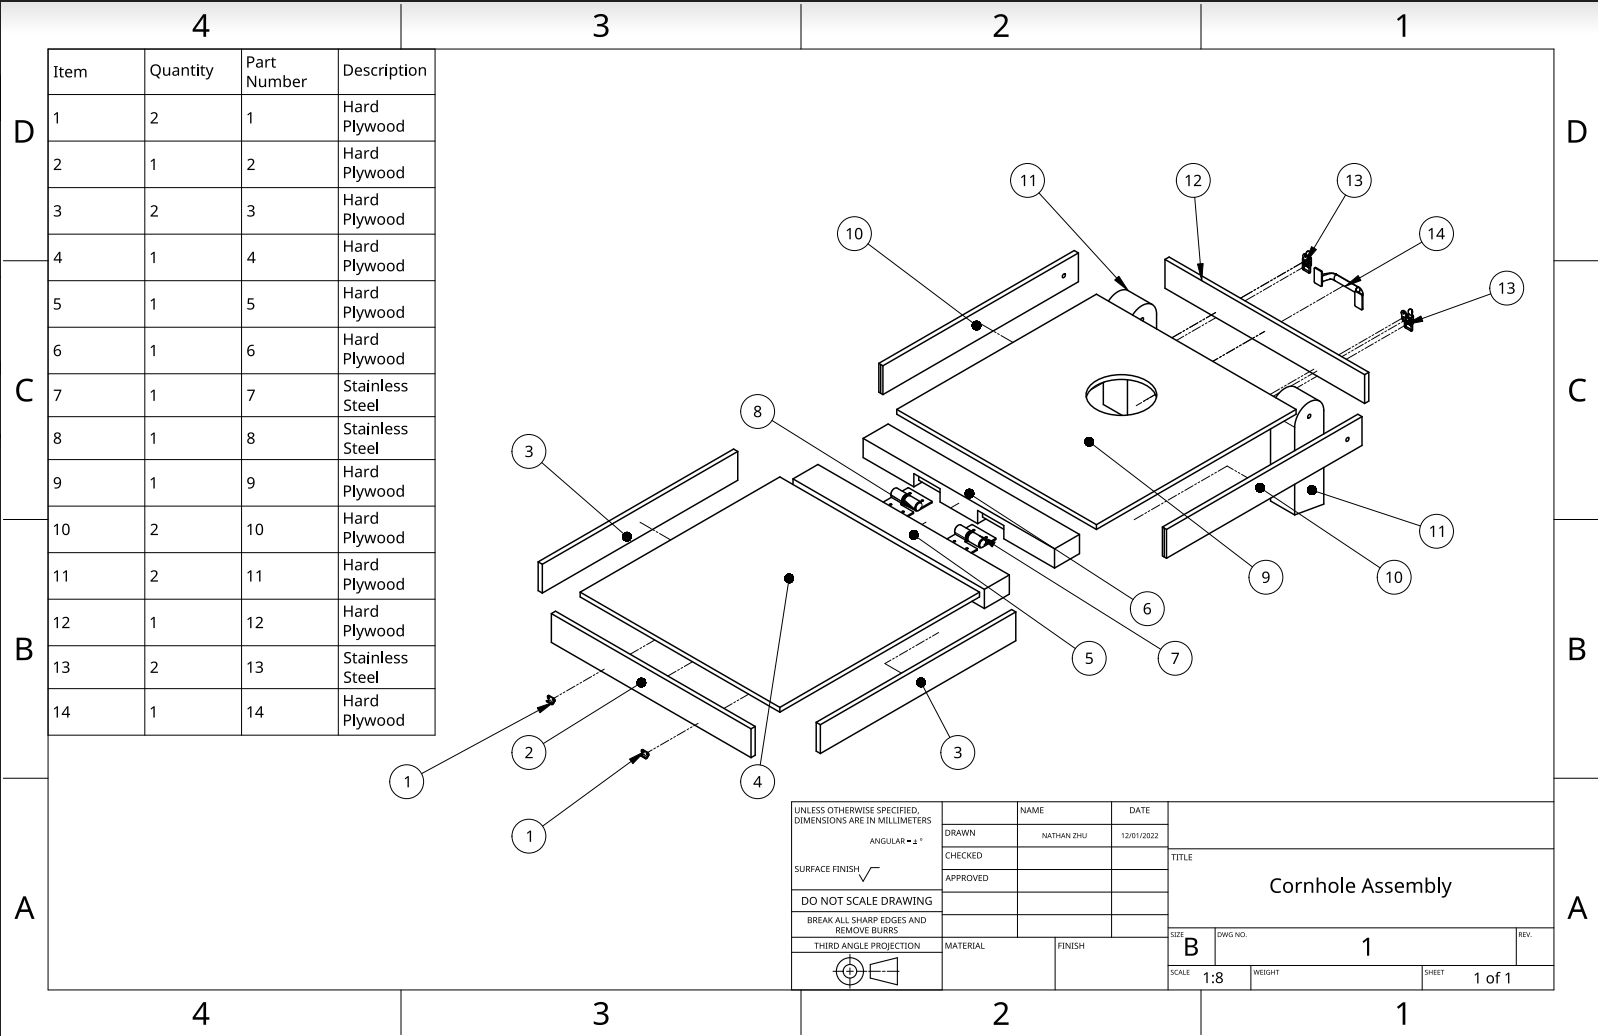 4 3 2 1
Item Quantity Part Number Description
1 2 1 Hard Plywood
2 1 2 Hard Plywood
3 2 3 Hard Plywood
4 1 4 Hard Plywood
5 1 5 Hard Plywood
6 1 6 Hard Plywood
7 1 7 Stainless Steel
8 1 8 Stainless Steel
9 1 9 Hard Plywood
10 2 10 Hard Plywood
11 2 11 Hard Plywood
12 1 12 Hard Plywood
13 2 13 Stainless Steel
14 1 14 Hard Plywood
D D
C C
B B
A A
11 12 13
10 14
13
8
3
11
9 10
6
5 7
2 3
1 4
1
UNLESS OTHERWISE SPECIFIED,
DIMENSIONS ARE IN MILLIMETERS
ANGULAR = ± °
SURFACE FINISH
DO NOT SCALE DRAWING
BREAK ALL SHARP EDGES AND
REMOVE BURRS
THIRD ANGLE PROJECTION
NAME DATE
DRAWN NATHAN ZHU 12/01/2022
CHECKED
APPROVED
MATERIAL FINISH
TITLE
Cornhole Assembly
SIZE B DWG NO. 1 REV.
SCALE 1:8 WEIGHT SHEET 1 of 1
4 3 2 1